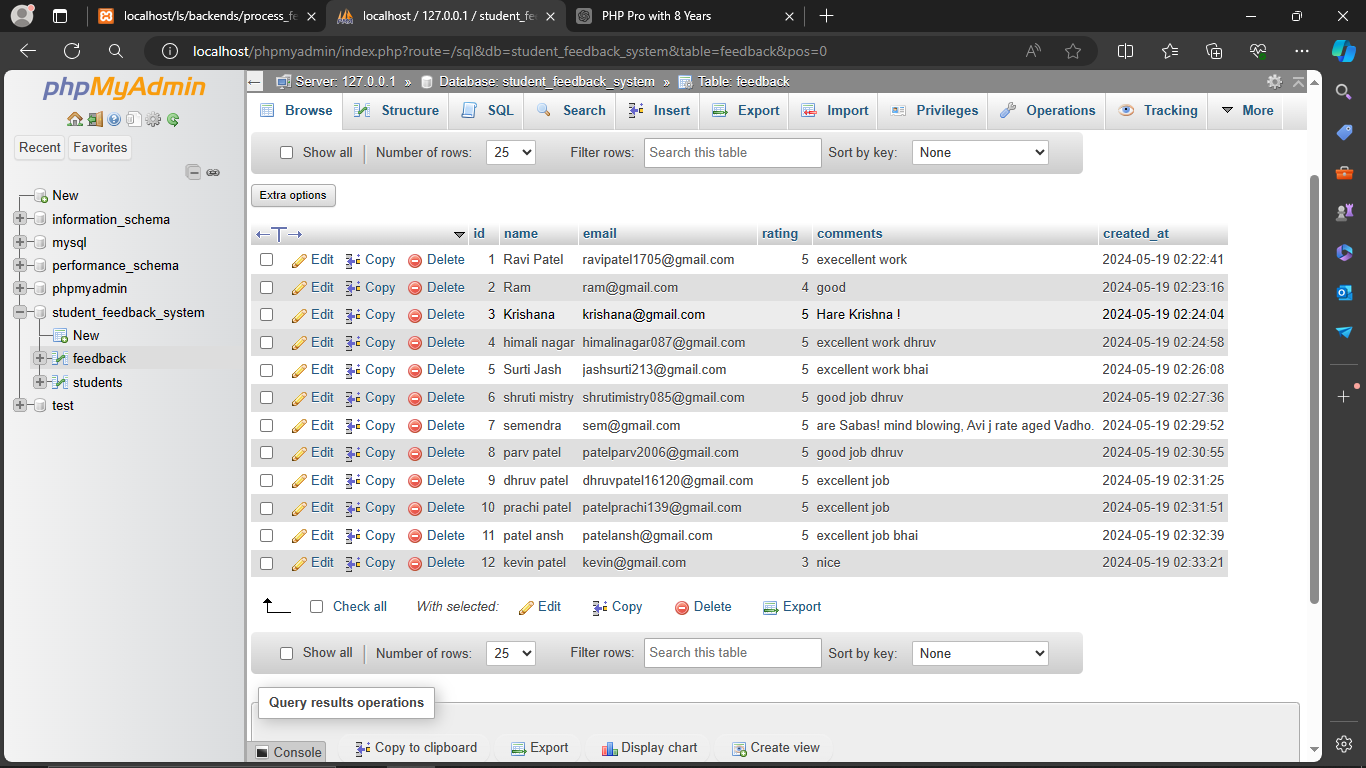 localhost/ls/backends/process_fe
localhost / 127.0.0.1 / student_fe
PHP Pro with 8 Years
localhost/phpmyadmin/index.php?route=/sql&db=student_feedback_system&table=feedback&pos=0
phpMyAdmin
Recent Favorites
New
information_schema
mysql
performance_schema
phpmyadmin
student_feedback_system
New
feedback
students
test
Server: 127.0.0.1 » Database: student_feedback_system » Table: feedback
Browse Structure SQL Search Insert Export Import Privileges Operations Tracking More
Show all Number of rows: 25 Filter rows: Search this table Sort by key: None
Extra options
←T→ id name email rating comments created_at
Edit Copy Delete 1 Ravi Patel ravipatel1705@gmail.com 5 execellent work 2024-05-19 02:22:41
Edit Copy Delete 2 Ram ram@gmail.com 4 good 2024-05-19 02:23:16
Edit Copy Delete 3 Krishana krishana@gmail.com 5 Hare Krishna ! 2024-05-19 02:24:04
Edit Copy Delete 4 himali nagar himalinagar087@gmail.com 5 excellent work dhruv 2024-05-19 02:24:58
Edit Copy Delete 5 Surti Jash jashsurti213@gmail.com 5 excellent work bhai 2024-05-19 02:26:08
Edit Copy Delete 6 shruti mistry shrutimistry085@gmail.com 5 good job dhruv 2024-05-19 02:27:36
Edit Copy Delete 7 semendra sem@gmail.com 5 are Sabas! mind blowing, Avi j rate aged Vadho. 2024-05-19 02:29:52
Edit Copy Delete 8 parv patel patelparv2006@gmail.com 5 good job dhruv 2024-05-19 02:30:55
Edit Copy Delete 9 dhruv patel dhruvpatel16120@gmail.com 5 excellent job 2024-05-19 02:31:25
Edit Copy Delete 10 prachi patel patelprachi139@gmail.com 5 excellent job 2024-05-19 02:31:51
Edit Copy Delete 11 patel ansh patelansh@gmail.com 5 excellent job bhai 2024-05-19 02:32:39
Edit Copy Delete 12 kevin patel kevin@gmail.com 3 nice 2024-05-19 02:33:21
Check all With selected: Edit Copy Delete Export
Show all Number of rows: 25 Filter rows: Search this table Sort by key: None
Query results operations
Console Copy to clipboard Export Display chart Create view